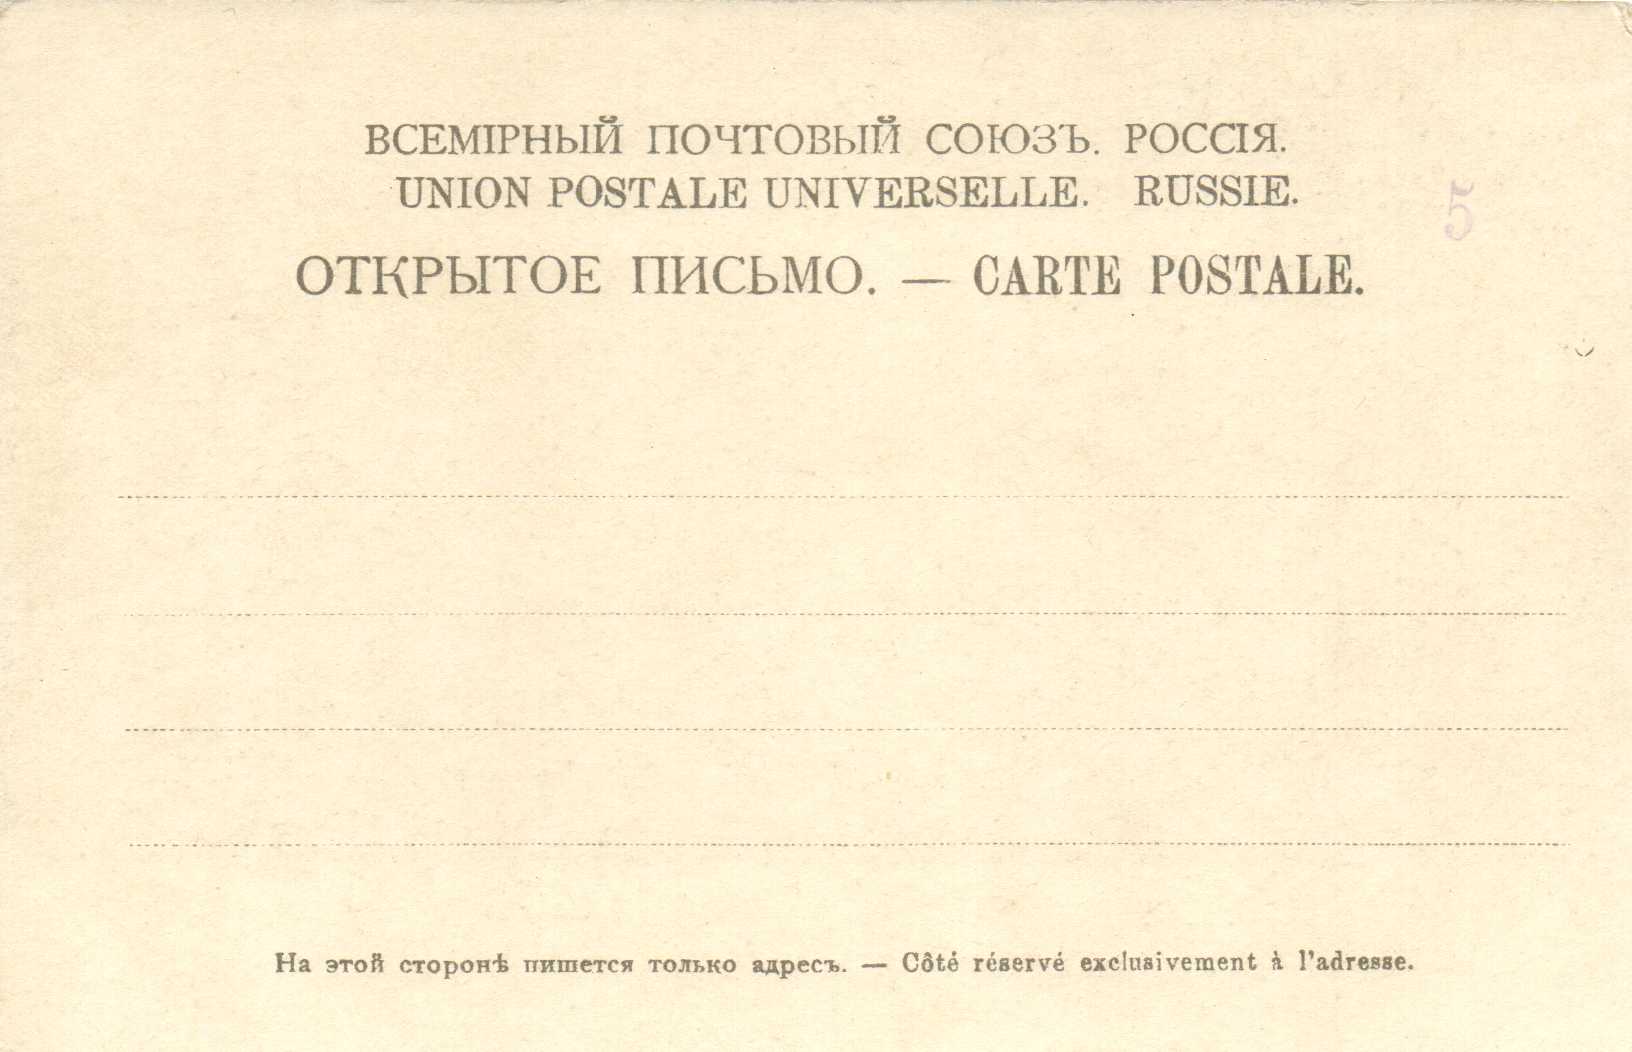 ВСЕМІРНЫЙ ПОЧТОВЫЙ СОЮЗЪ. РОССІЯ.
UNION POSTALE UNIVERSELLE. RUSSIE.
5
ОТКРЫТОЕ ПИСЬМО. — CARTE POSTALE.
На этой сторонѣ пишется только адресъ. — Côté réservé exclusivement à l'adresse.